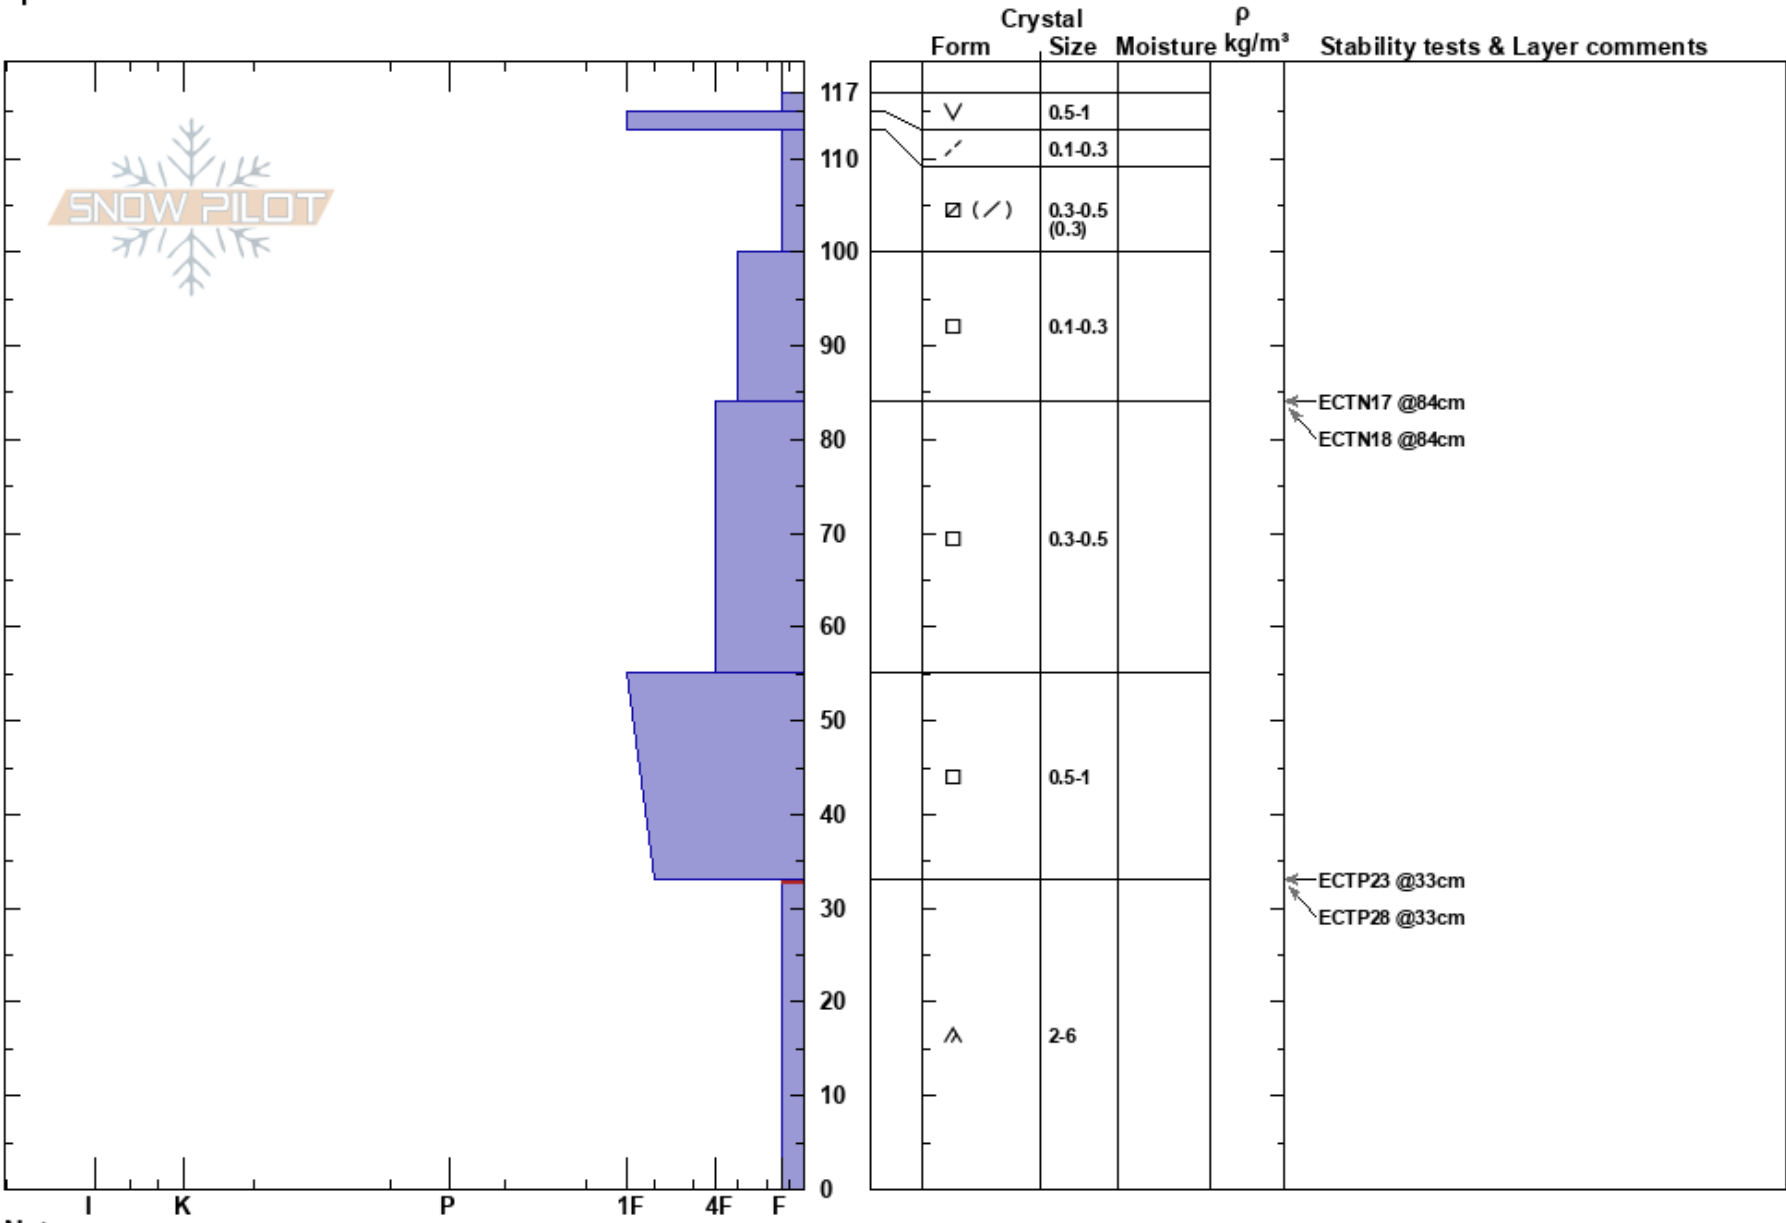 Crystal ρ
Form Size Moisture kg/m³ Stability tests & Layer comments
SNOW PILOT
117
110
100
90
80
70
60
50
40
30
20
10
0
I K P 1F 4F F
0.5-1
0.1-0.3
0.3-0.5
(0.3)
0.1-0.3
0.3-0.5
0.5-1
2-6
ECTN17 @84cm
ECTN18 @84cm
ECTP23 @33cm
ECTP28 @33cm